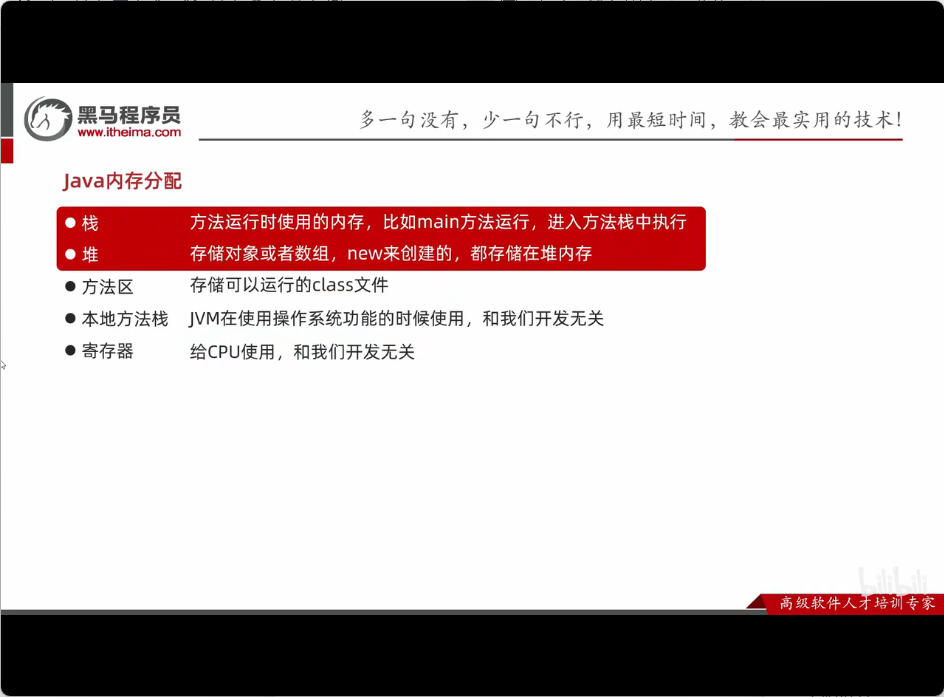 黑马程序员
www.itheima.com
多一句没有，少一句不行，用最短时间，教会最实用的技术！
Java内存分配
● 栈 方法运行时使用的内存，比如main方法运行，进入方法栈中执行
● 堆 存储对象或者数组，new来创建的，都存储在堆内存
● 方法区 存储可以运行的class文件
● 本地方法栈 JVM在使用操作系统功能的时候使用，和我们开发无关
● 寄存器 给CPU使用，和我们开发无关
bilibili
高级软件人才培训专家